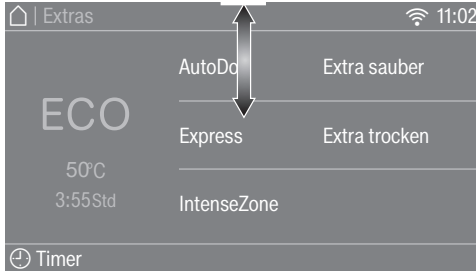 Extras 11:02
AutoDo Extra sauber
ECO
Express Extra trocken
50°C
3:55Std
IntenseZone
Timer